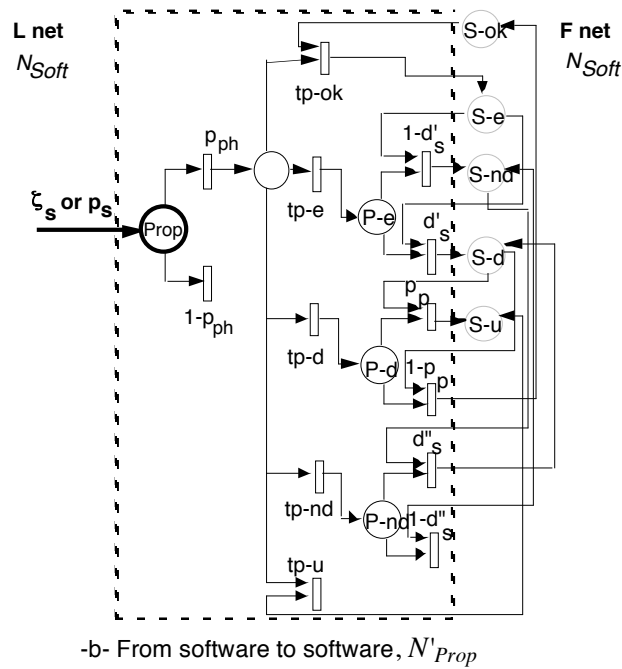 L net
N_Soft
F net
N_Soft
S-ok
tp-ok
S-e
p_ph
1-d'_s
S-nd
tp-e
P-e
ζ_s or p_s
Prop
d'_s
S-d
1-p_ph
p_p
S-u
tp-d
P-d
1-p_p
d"_s
tp-nd
P-nd
1-d"_s
tp-u
-b- From software to software, N'_Prop